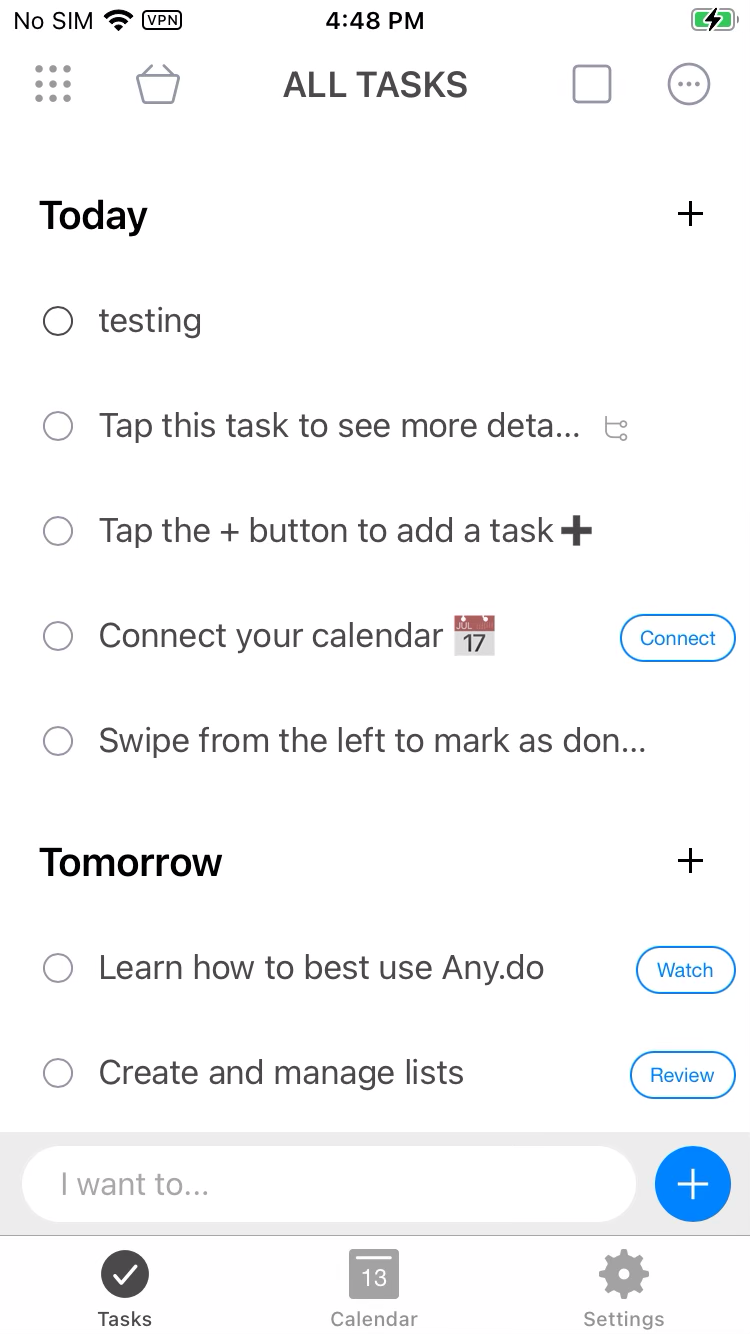 No SIM VPN 4:48 PM
ALL TASKS
Today
testing
Tap this task to see more deta...
Tap the + button to add a task➕
Connect your calendar JUL 17 Connect
Swipe from the left to mark as don...
Tomorrow
Learn how to best use Any.do Watch
Create and manage lists Review
I want to...
13
Tasks Calendar Settings